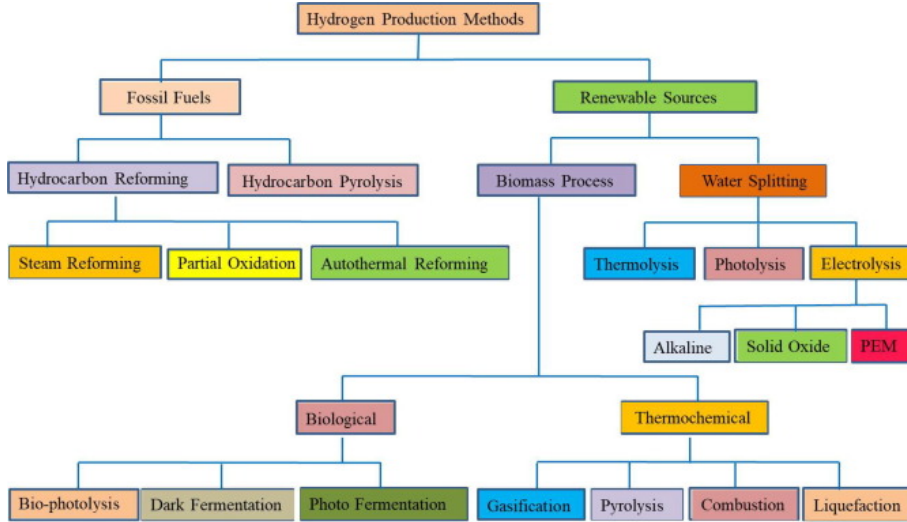 Hydrogen Production Methods
Fossil Fuels
Renewable Sources
Hydrocarbon Reforming
Hydrocarbon Pyrolysis
Biomass Process
Water Splitting
Steam Reforming
Partial Oxidation
Autothermal Reforming
Thermolysis
Photolysis
Electrolysis
Alkaline
Solid Oxide
PEM
Biological
Thermochemical
Bio-photolysis
Dark Fermentation
Photo Fermentation
Gasification
Pyrolysis
Combustion
Liquefaction